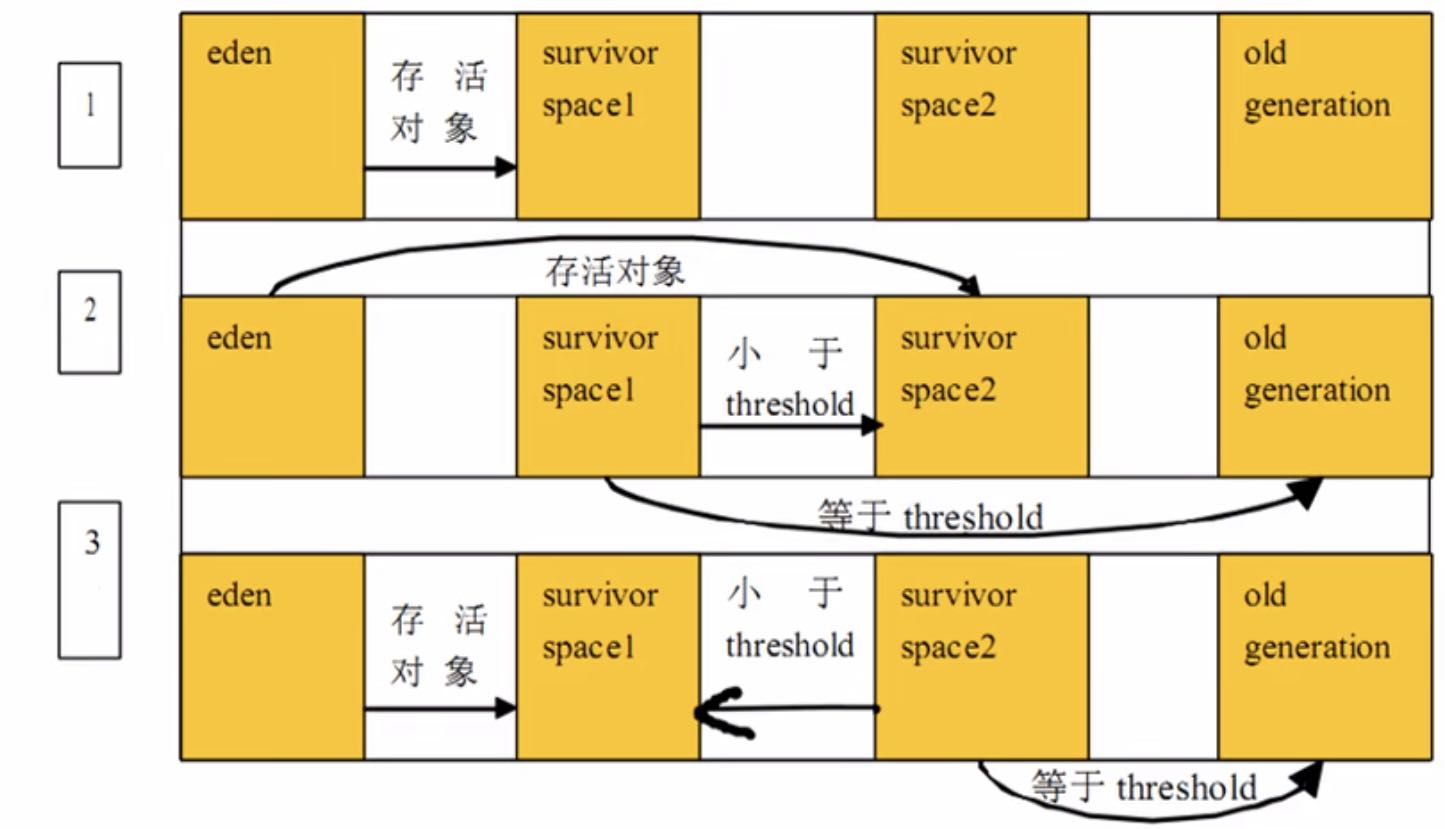 1
eden
存活
对象
survivor
space1
survivor
space2
old
generation
存活对象
2
eden
survivor
space1
小于
threshold
survivor
space2
old
generation
等于 threshold
3
eden
存活
对象
survivor
space1
小于
threshold
survivor
space2
old
generation
等于 threshold